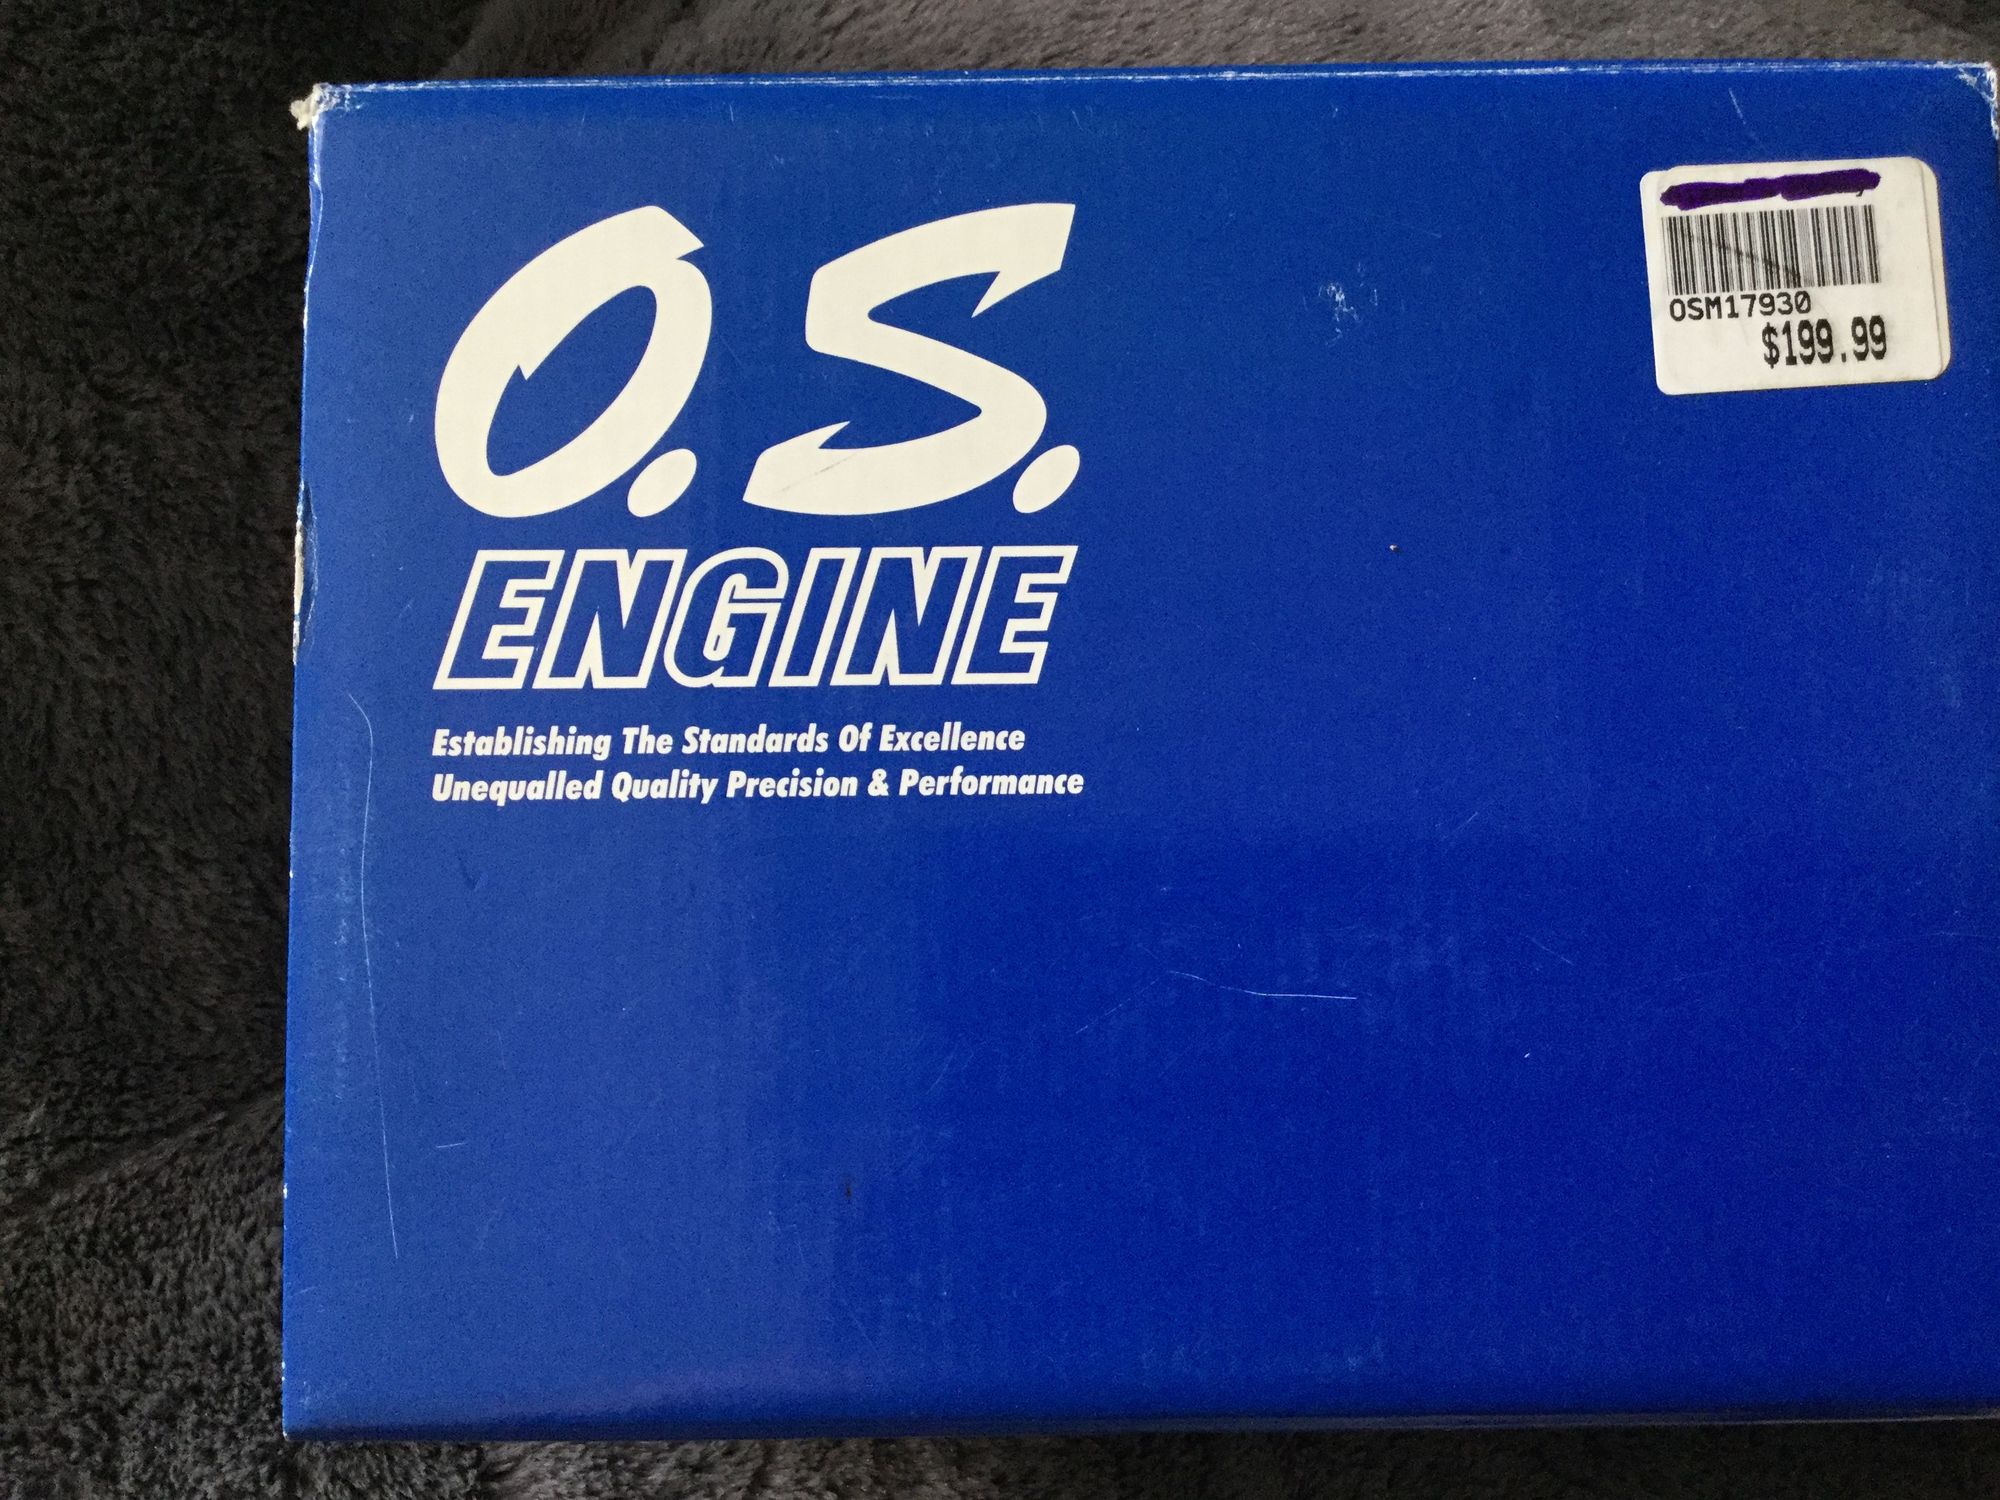 O.S.
ENGINE
Establishing The Standards Of Excellence
Unequalled Quality Precision & Performance
OSM17930
$199.99